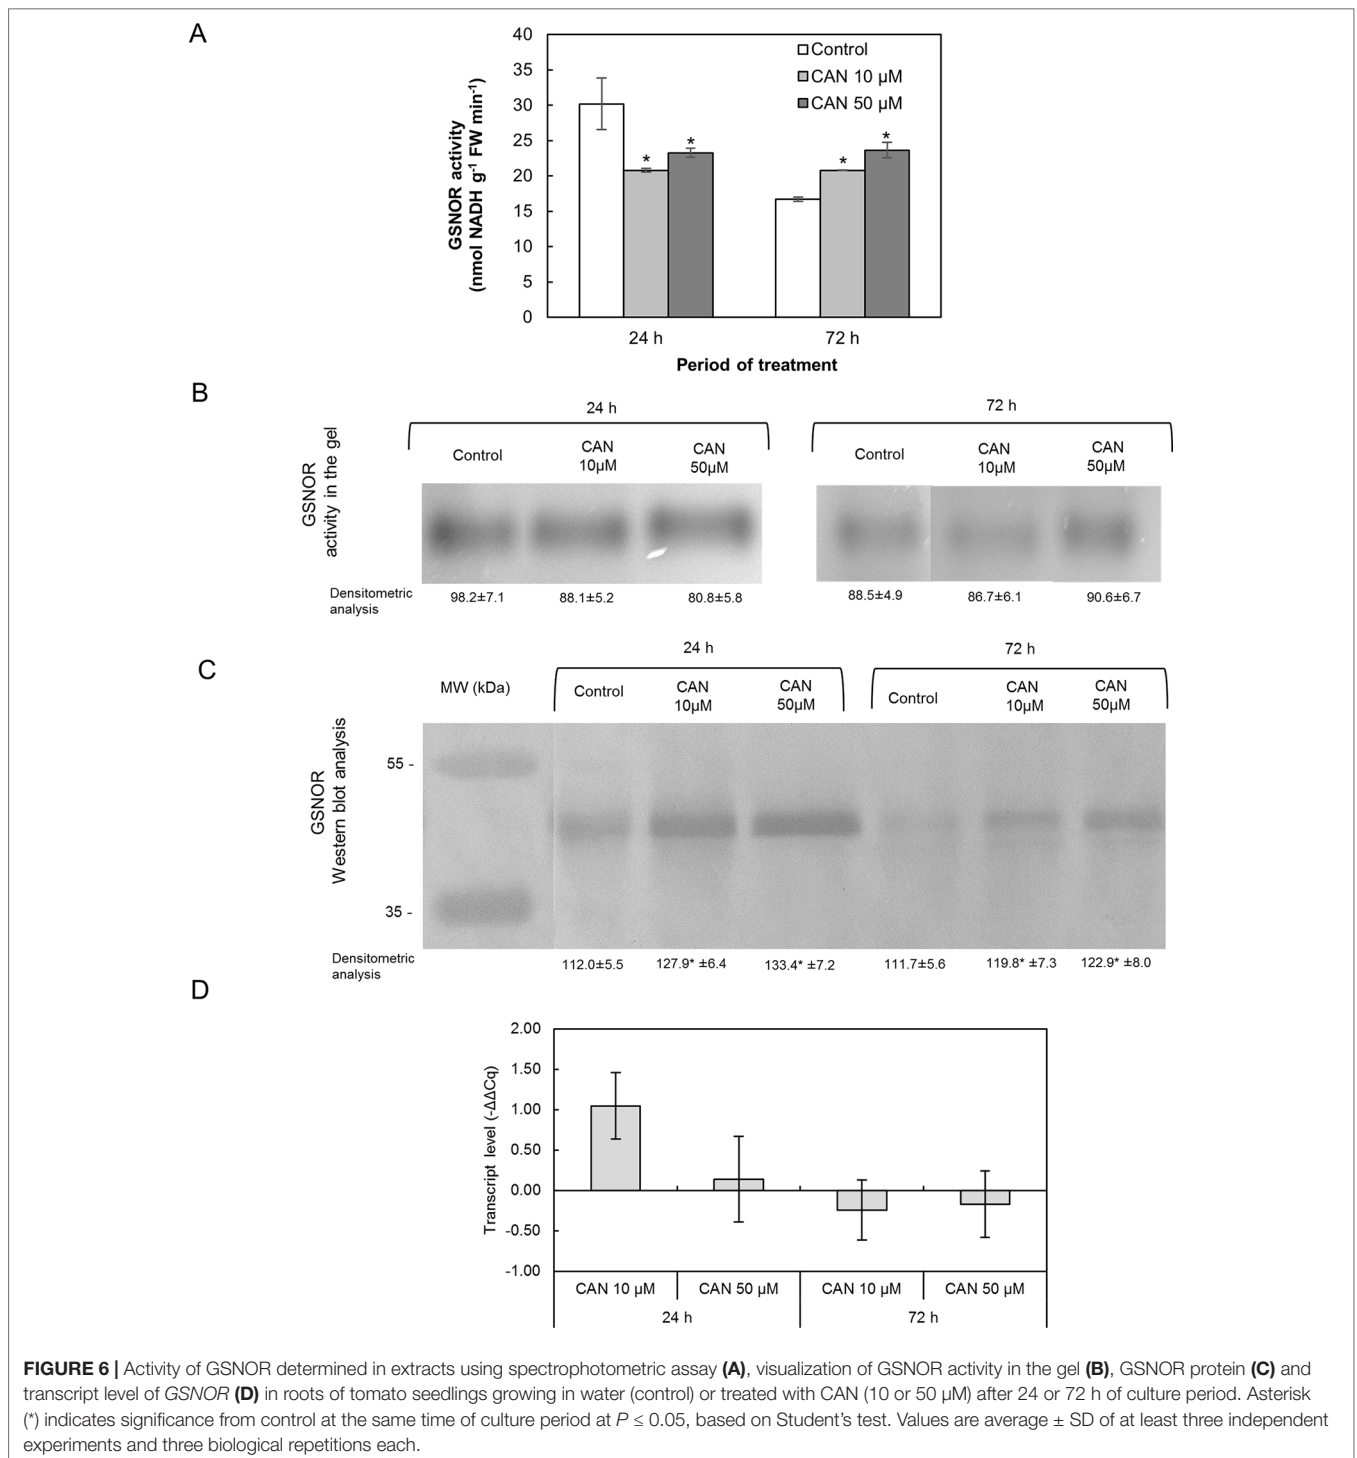 A
40
35
30
25
20
15
10
5
0
GSNOR activity
(nmol NADH g⁻¹ FW min⁻¹)
Control
CAN 10 µM
CAN 50 µM
*
*
*
*
24 h
72 h
Period of treatment
B
24 h
72 h
GSNOR
activity in the gel
Control
CAN
10µM
CAN
50µM
Control
CAN
10µM
CAN
50µM
Densitometric
analysis
98.2±7.1
88.1±5.2
80.8±5.8
88.5±4.9
86.7±6.1
90.6±6.7
C
24 h
72 h
GSNOR
Western blot analysis
MW (kDa)
Control
CAN
10µM
CAN
50µM
Control
CAN
10µM
CAN
50µM
55 -
35 -
Densitometric
analysis
112.0±5.5
127.9* ±6.4
133.4* ±7.2
111.7±5.6
119.8* ±7.3
122.9* ±8.0
D
Transcript level (-ΔΔCq)
2.00
1.50
1.00
0.50
0.00
-0.50
-1.00
CAN 10 µM
CAN 50 µM
CAN 10 µM
CAN 50 µM
24 h
72 h
FIGURE 6 | Activity of GSNOR determined in extracts using spectrophotometric assay (A), visualization of GSNOR activity in the gel (B), GSNOR protein (C) and
transcript level of GSNOR (D) in roots of tomato seedlings growing in water (control) or treated with CAN (10 or 50 µM) after 24 or 72 h of culture period. Asterisk
(*) indicates significance from control at the same time of culture period at P ≤ 0.05, based on Student's test. Values are average ± SD of at least three independent
experiments and three biological repetitions each.